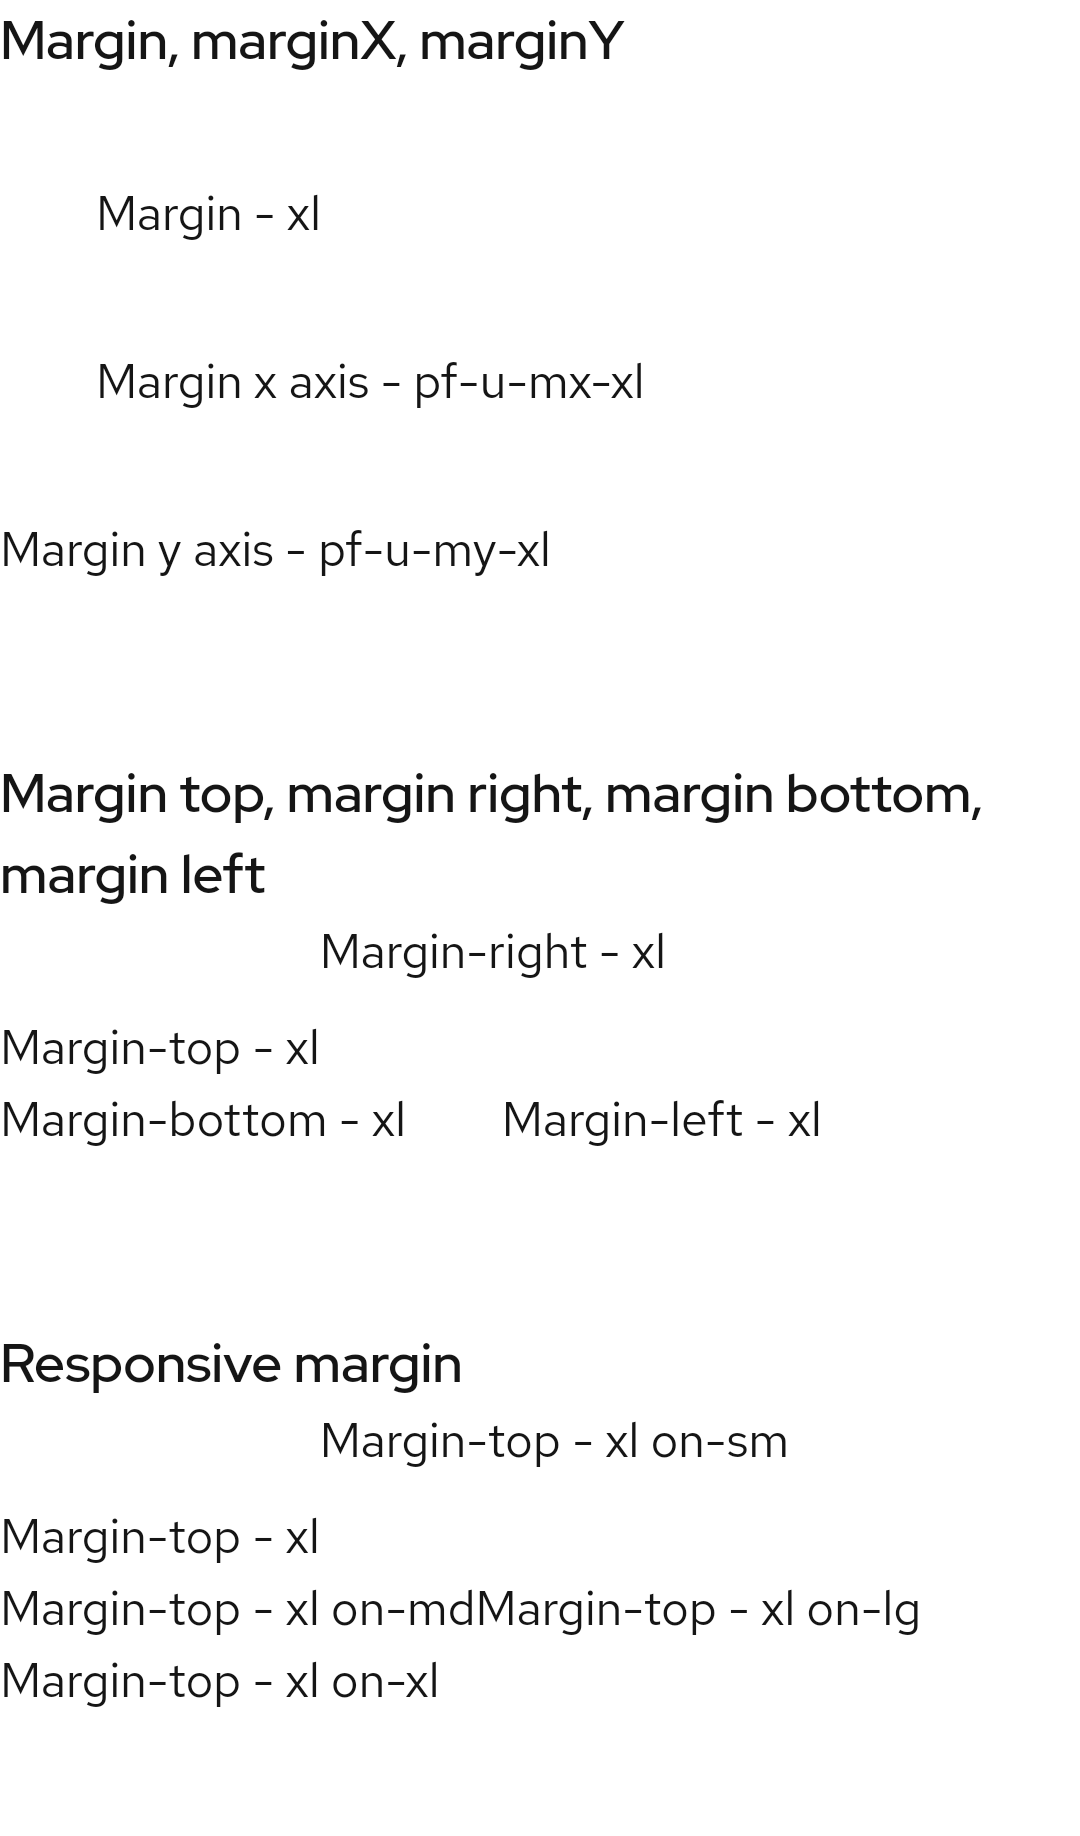 Margin, marginX, marginY
Margin - xl
Margin x axis - pf-u-mx-xl
Margin y axis - pf-u-my-xl
Margin top, margin right, margin bottom,
margin left
Margin-right - xl
Margin-top - xl
Margin-bottom - xl Margin-left - xl
Responsive margin
Margin-top - xl on-sm
Margin-top - xl
Margin-top - xl on-mdMargin-top - xl on-lg
Margin-top - xl on-xl